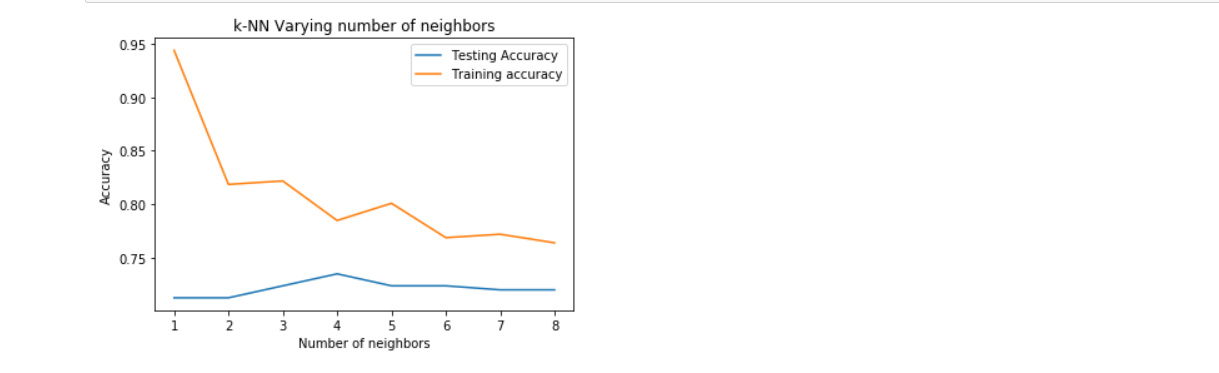 k-NN Varying number of neighbors
0.95
0.90
0.85
0.80
0.75
Accuracy
Testing Accuracy
Training accuracy
1 2 3 4 5 6 7 8
Number of neighbors